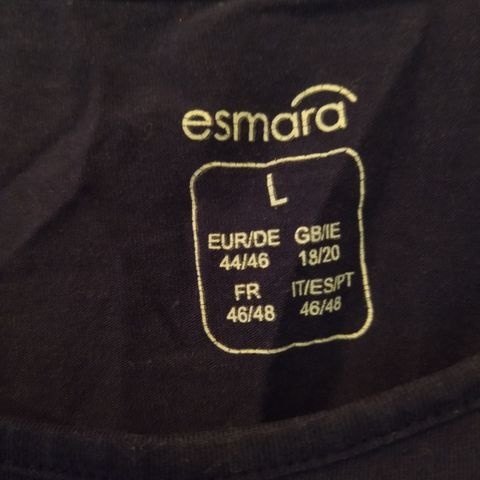 esmara
L
EUR/DE GB/IE
44/46 18/20
FR IT/ES/PT
46/48 46/48